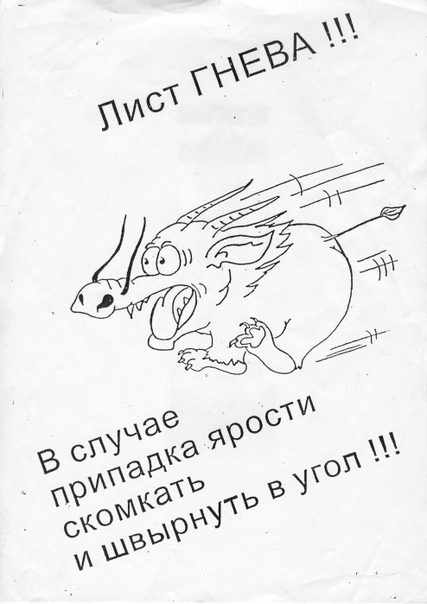 Лист ГНЕВА !!!
В случае
припадка ярости
скомкать
и швырнуть в угол !!!